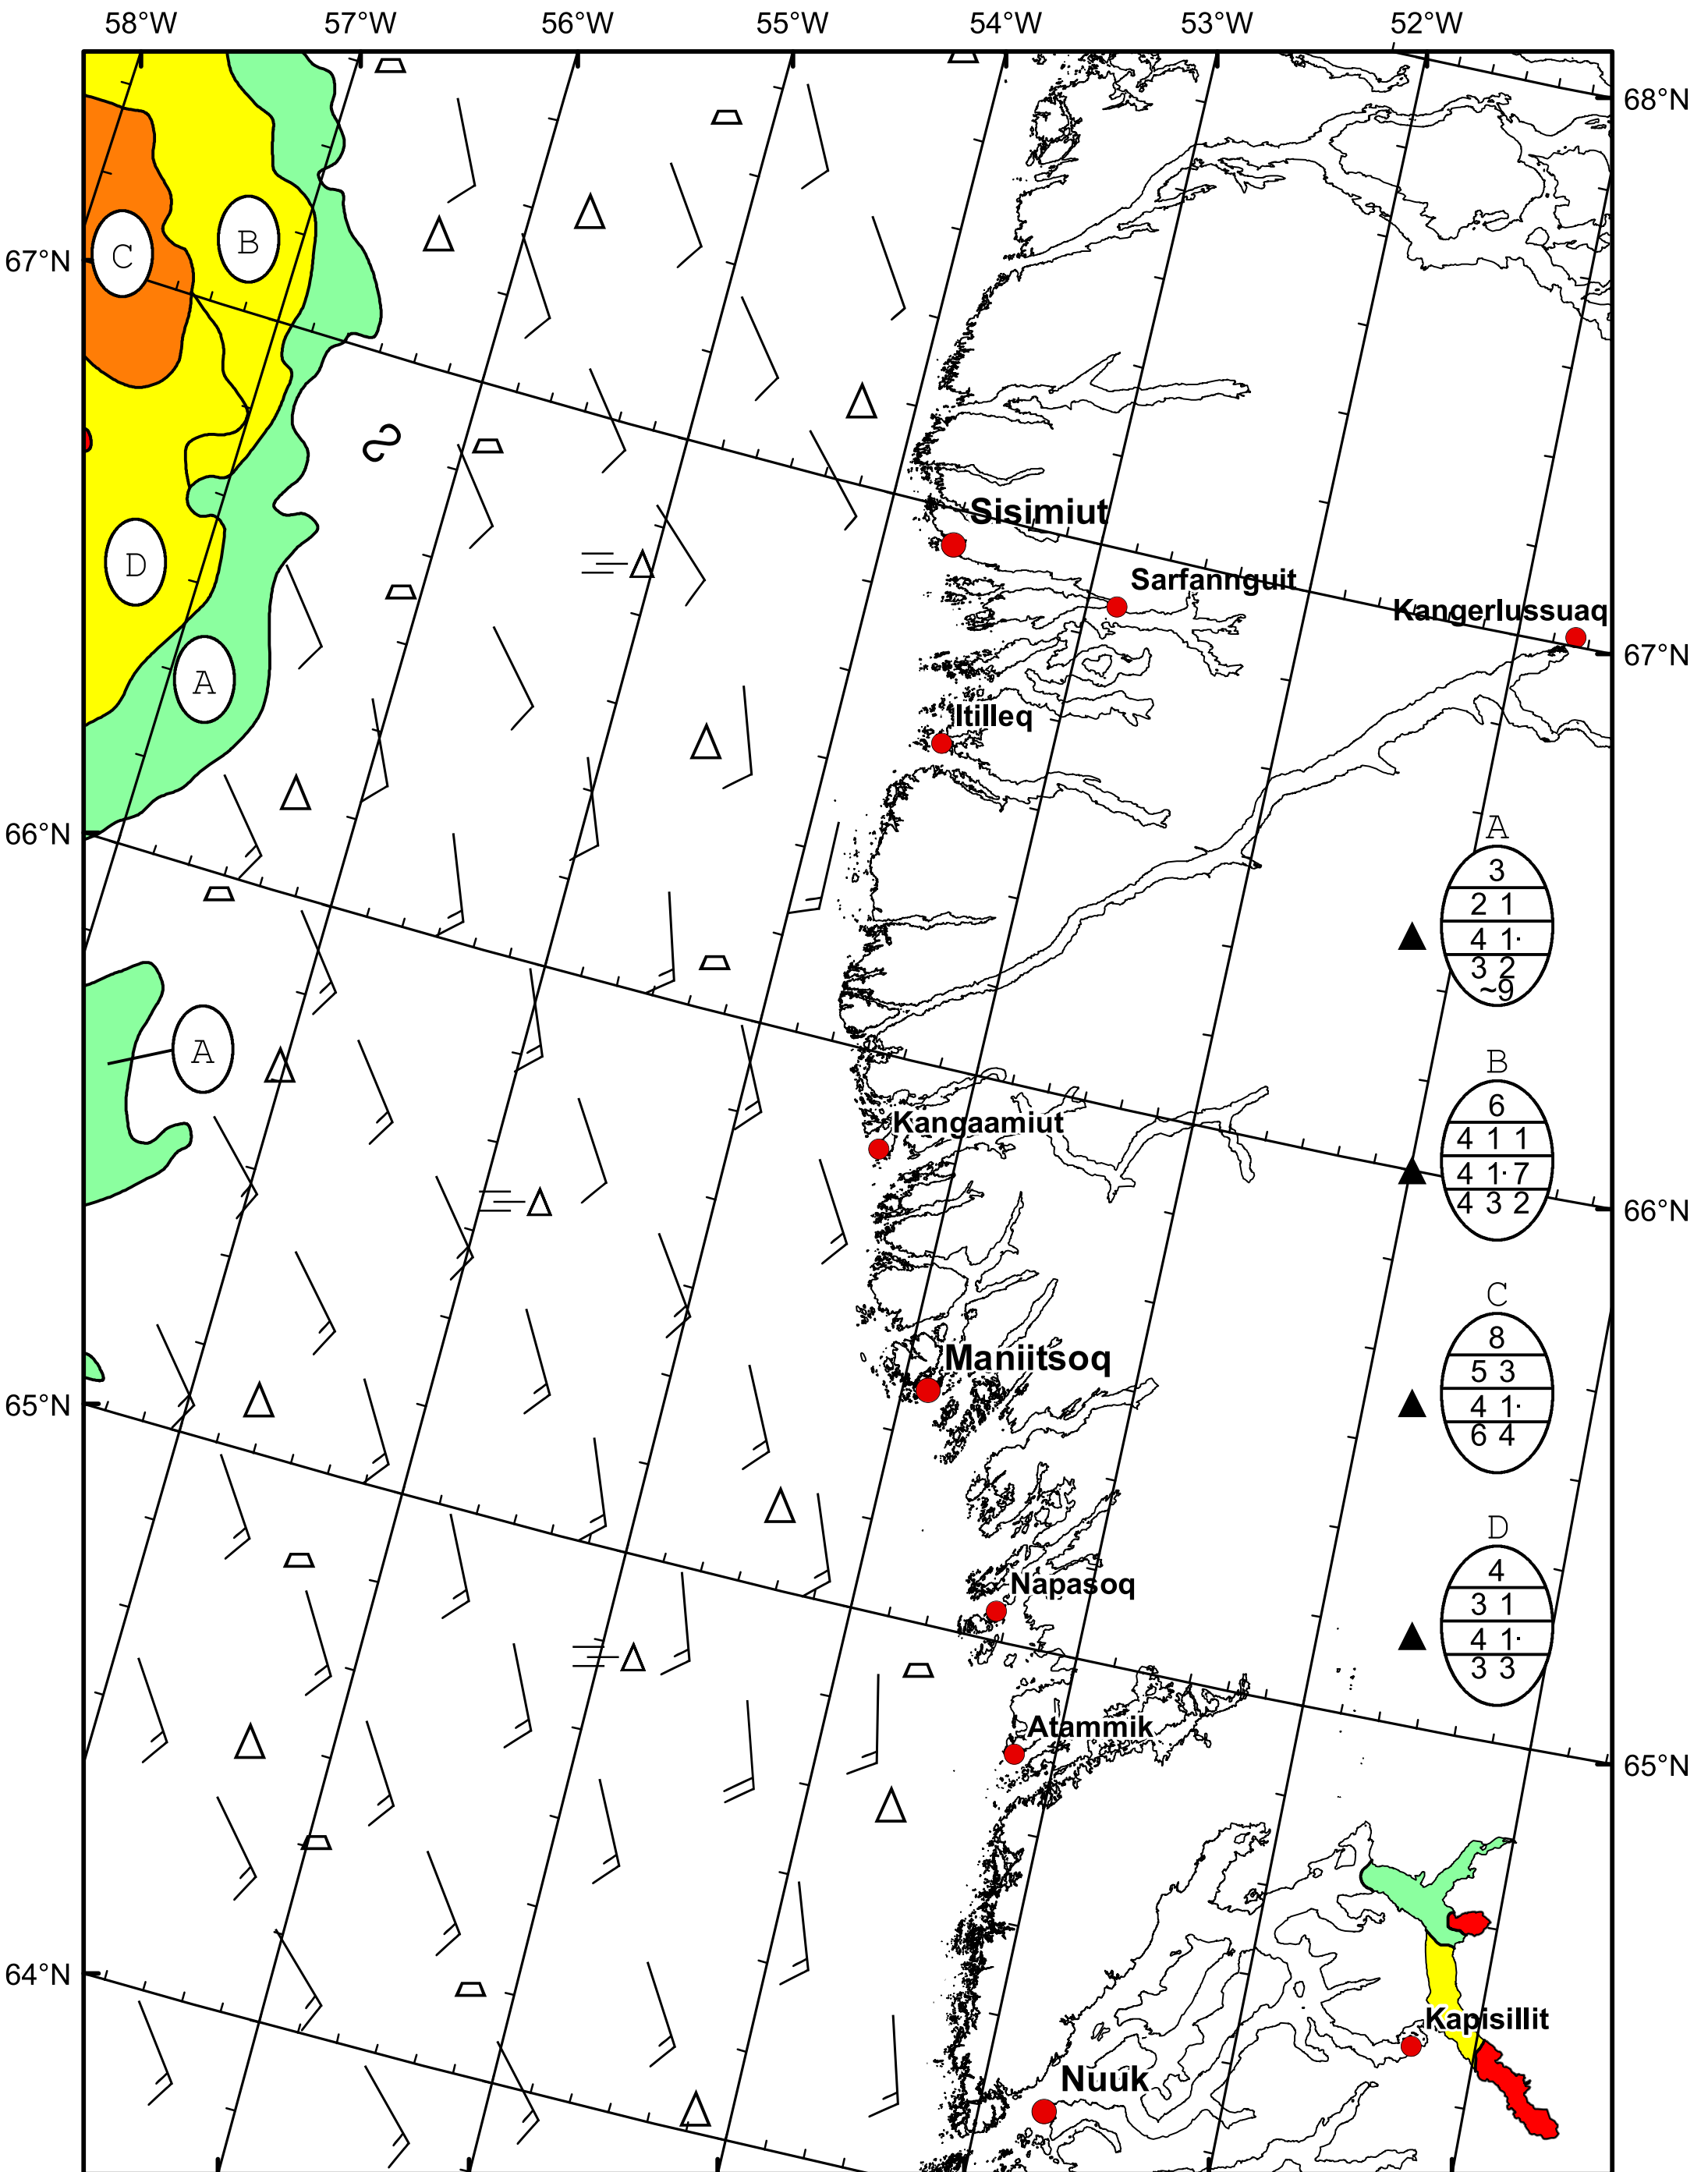 58°W 57°W 56°W 55°W 54°W 53°W 52°W
68°N
67°N
C
B
Sisimiut
D
Sarfannguit
Kangerlussuaq
67°N
A
Itilleq
66°N
A
3
2 1
4 1·
3 2
~9
A
B
6
4 1 1
4 1· 7
4 3 2
Kangaamiut
66°N
C
8
5 3
4 1·
6 4
Maniitsoq
65°N
D
4
3 1
4 1·
3 3
Napasoq
Atammik
65°N
64°N
Kapisillit
Nuuk